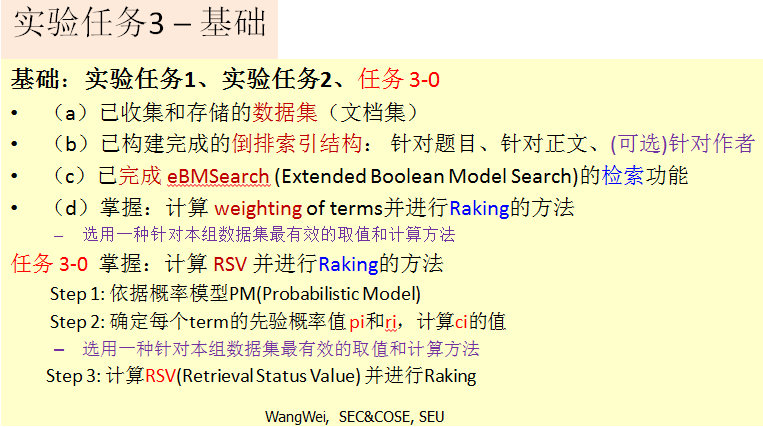 实验任务3 – 基础
基础：实验任务1、实验任务2、任务 3-0
• （a）已收集和存储的数据集（文档集）
• （b）已构建完成的倒排索引结构： 针对题目、针对正文、(可选)针对作者
• （c）已完成 eBMSearch (Extended Boolean Model Search)的检索功能
• （d）掌握：计算 weighting of terms并进行Raking的方法
– 选用一种针对本组数据集最有效的取值和计算方法
任务 3-0 掌握：计算 RSV 并进行Raking的方法
Step 1: 依据概率模型PM(Probabilistic Model)
Step 2: 确定每个term的先验概率值 pi和ri，计算ci的值
– 选用一种针对本组数据集最有效的取值和计算方法
Step 3: 计算RSV(Retrieval Status Value) 并进行Raking
WangWei, SEC&COSE, SEU